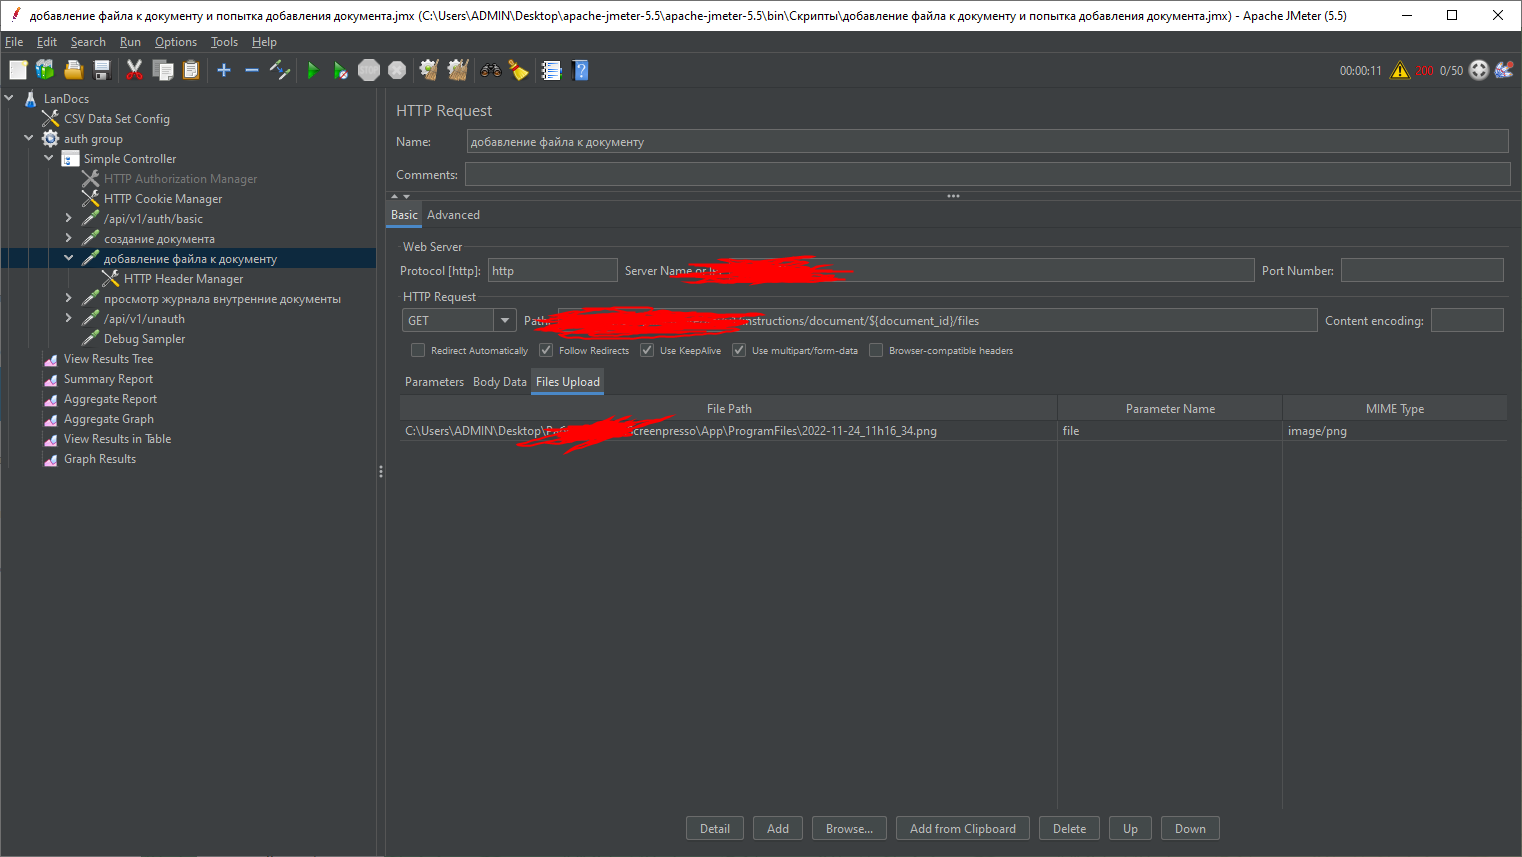 добавление файла к документу и попытка добавления документа.jmx (C:\Users\ADMIN\Desktop\apache-jmeter-5.5\apache-jmeter-5.5\bin\Скрипты\добавление файла к документу и попытка добавления документа.jmx) - Apache JMeter (5.5)
File Edit Search Run Options Tools Help
STOP 00:00:11 200 0/50
LanDocs
CSV Data Set Config
auth group
Simple Controller
HTTP Authorization Manager
HTTP Cookie Manager
/api/v1/auth/basic
создание документа
добавление файла к документу
HTTP Header Manager
просмотр журнала внутренние документы
/api/v1/unauth
Debug Sampler
View Results Tree
Summary Report
Aggregate Report
Aggregate Graph
View Results in Table
Graph Results
HTTP Request
Name: добавление файла к документу
Comments:
Basic Advanced
Web Server
Protocol [http]: http Server Name or Port Number:
HTTP Request
GET Path: /instructions/document/${document_id}/files Content encoding:
Redirect Automatically Follow Redirects Use KeepAlive Use multipart/form-data Browser-compatible headers
Parameters Body Data Files Upload
File Path Parameter Name MIME Type
C:\Users\ADMIN\Desktop\ Screenpresso\App\ProgramFiles\2022-11-24_11h16_34.png file image/png
Detail Add Browse... Add from Clipboard Delete Up Down